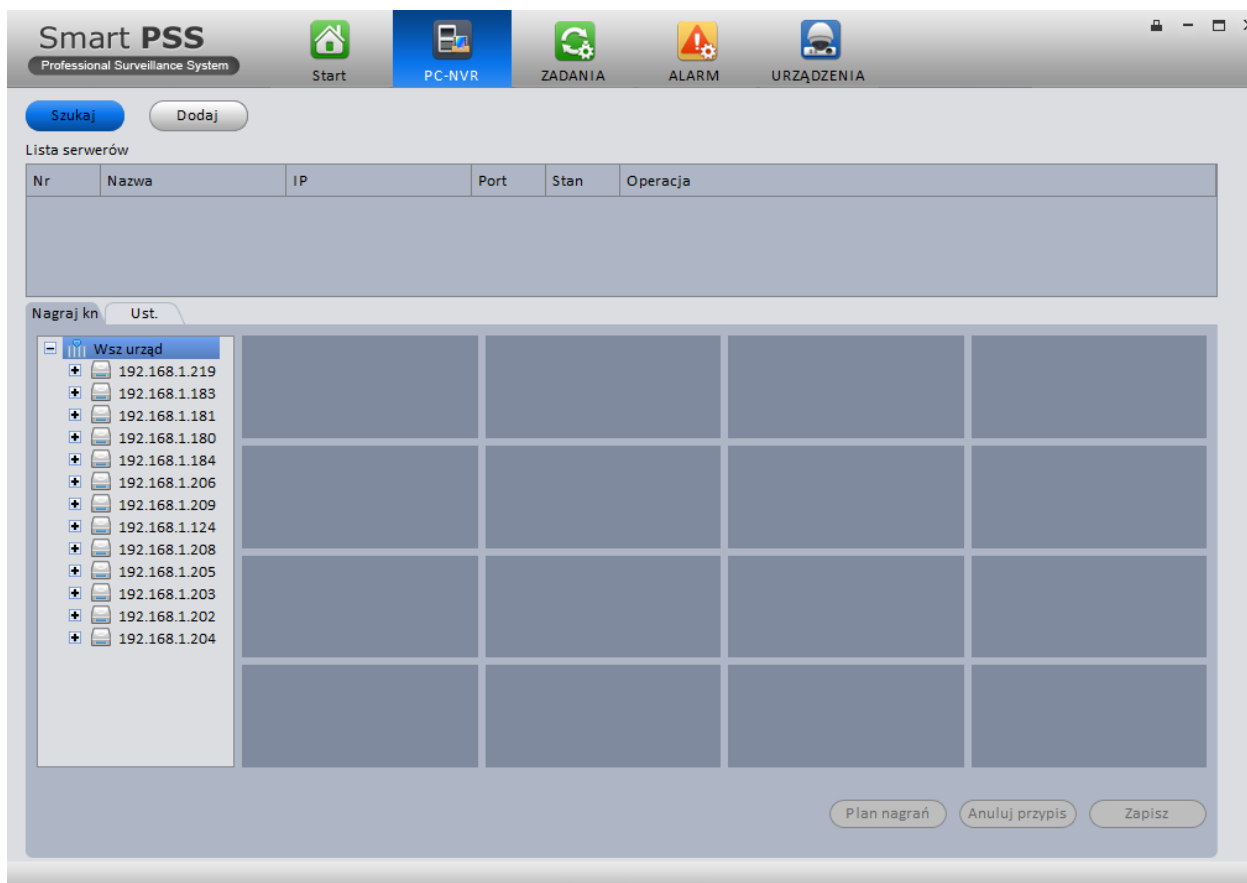 Smart PSS
Professional Surveillance System
Start
PC-NVR
ZADANIA
ALARM
URZĄDZENIA
Szukaj
Dodaj
Lista serwerów
Nr Nazwa IP Port Stan Operacja
Nagraj kn Ust.
Wsz urząd
192.168.1.219
192.168.1.183
192.168.1.181
192.168.1.180
192.168.1.184
192.168.1.206
192.168.1.209
192.168.1.124
192.168.1.208
192.168.1.205
192.168.1.203
192.168.1.202
192.168.1.204
Plan nagrań Anuluj przypis Zapisz